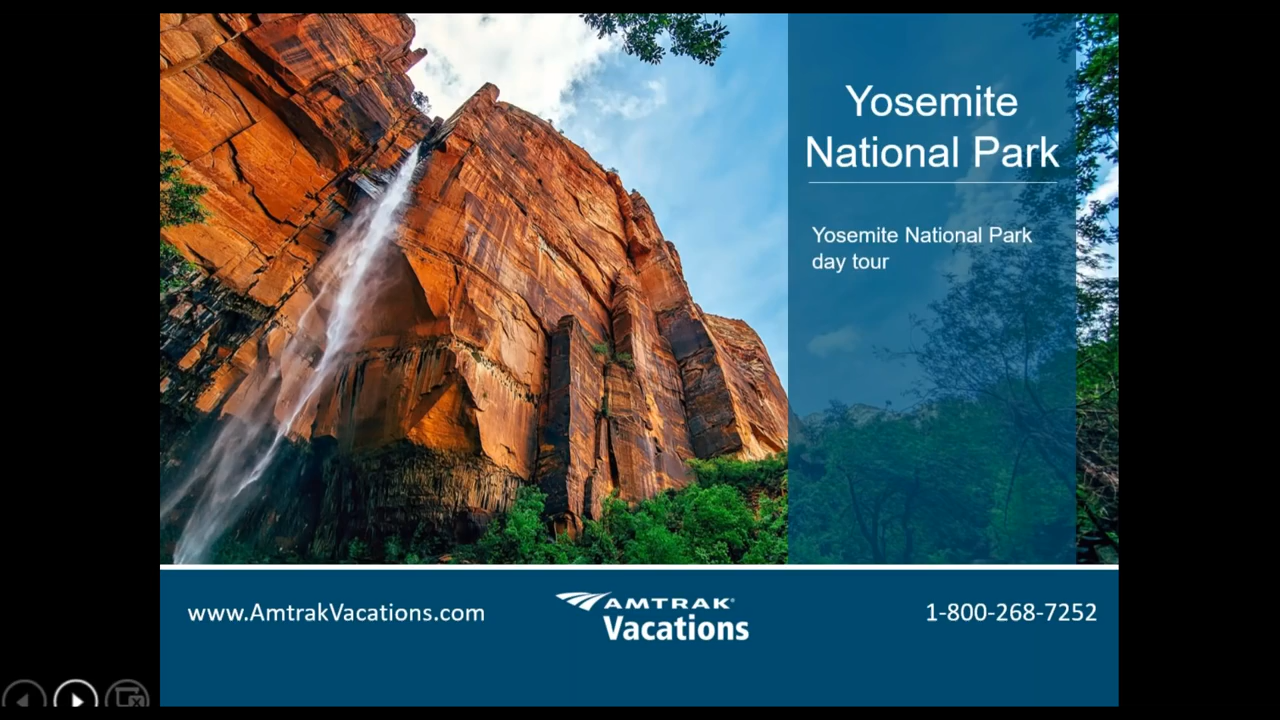 Yosemite
National Park
Yosemite National Park
day tour
www.AmtrakVacations.com
AMTRAK®
Vacations
1-800-268-7252